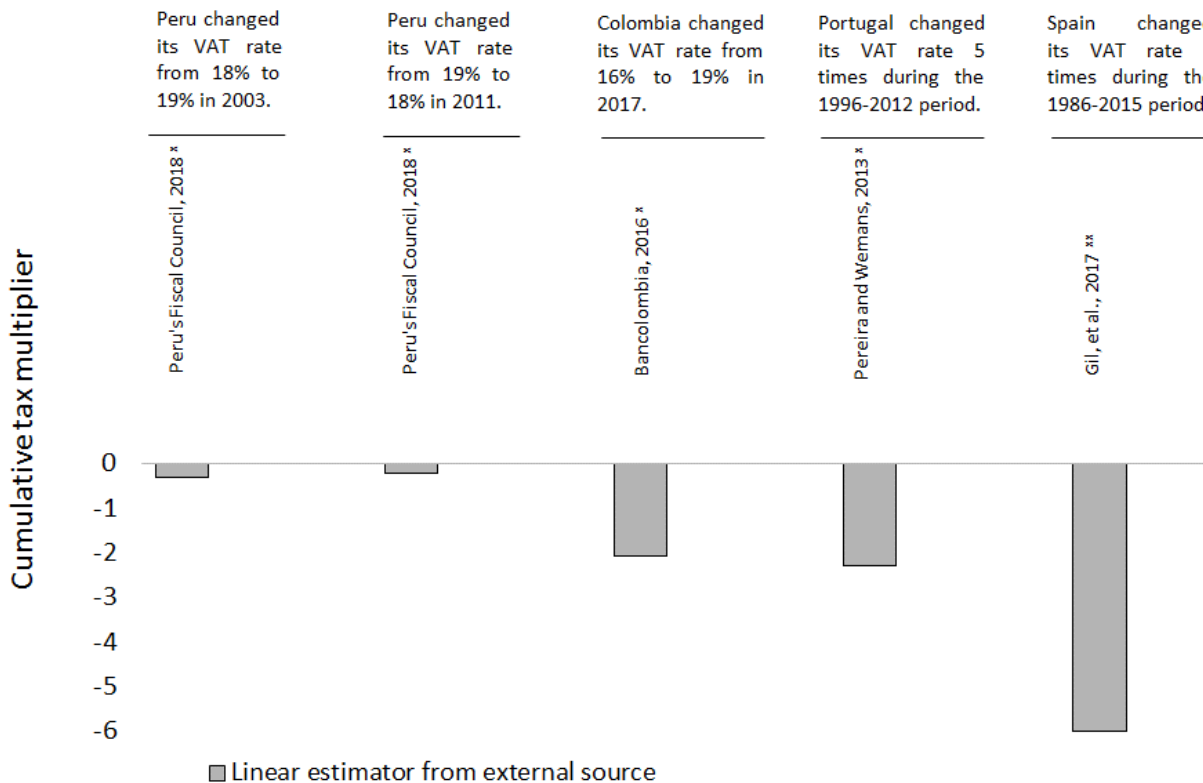 Peru changed
its VAT rate
from 18% to
19% in 2003.
Peru changed
its VAT rate
from 19% to
18% in 2011.
Colombia changed
its VAT rate from
16% to 19% in
2017.
Portugal changed
its VAT rate 5
times during the
1996-2012 period.
Spain
its VAT rate
times during
1986-2015 period
Peru's Fiscal Council, 2018 x
Peru's Fiscal Council, 2018 x
Bancolombia, 2016 x
Pereira and Wemans, 2013 x
Gil, et al., 2017 xx
Cumulative tax multiplier
0
-1
-2
-3
-4
-5
-6
Linear estimator from external source